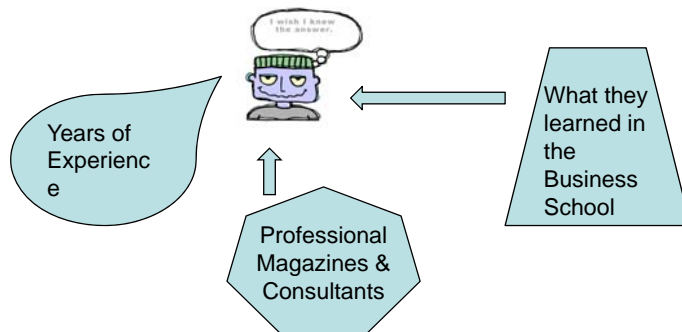 I wish I knew
the answer.
Years of
Experienc
e
What they
learned in
the
Business
School
Professional
Magazines &
Consultants